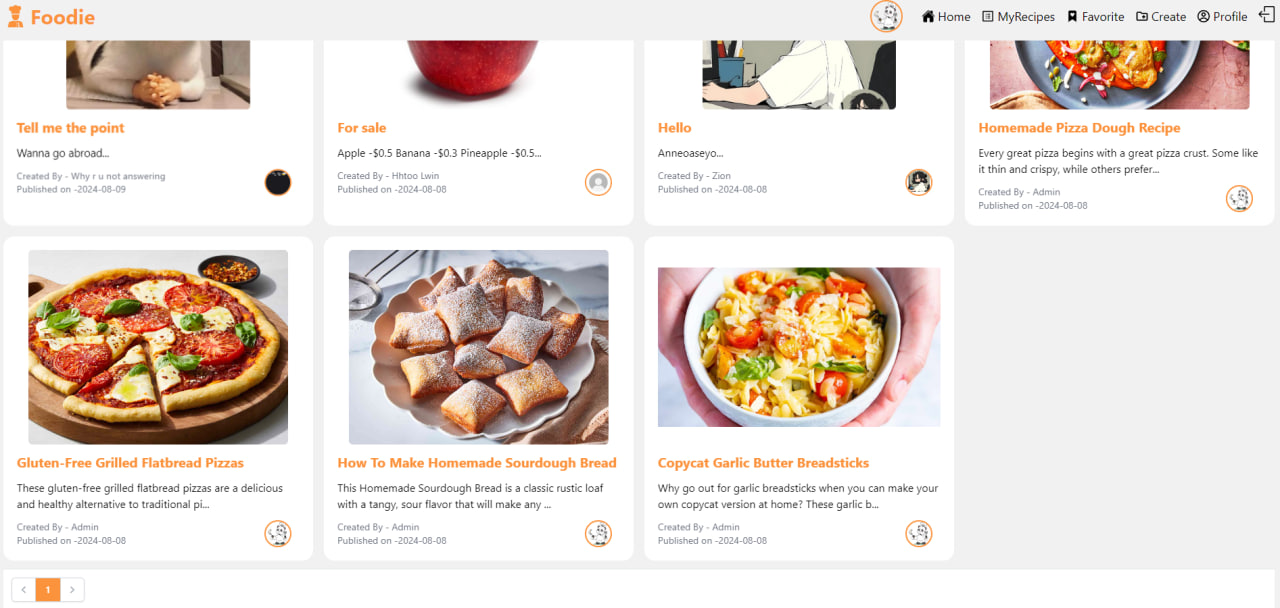 Foodie
Home MyRecipes Favorite Create Profile
Tell me the point
Wanna go abroad...
Created By - Why r u not answering
Published on -2024-08-09
For sale
Apple -$0.5 Banana -$0.3 Pineapple -$0.5...
Created By - Hhtoo Lwin
Published on -2024-08-08
Hello
Anneoaseyo...
Created By - Zion
Published on -2024-08-08
Homemade Pizza Dough Recipe
Every great pizza begins with a great pizza crust. Some like
it thin and crispy, while others prefer...
Created By - Admin
Published on -2024-08-08
Gluten-Free Grilled Flatbread Pizzas
These gluten-free grilled flatbread pizzas are a delicious
and healthy alternative to traditional pi...
Created By - Admin
Published on -2024-08-08
How To Make Homemade Sourdough Bread
This Homemade Sourdough Bread is a classic rustic loaf
with a tangy, sour flavor that will make any ...
Created By - Admin
Published on -2024-08-08
Copycat Garlic Butter Breadsticks
Why go out for garlic breadsticks when you can make your
own copycat version at home? These garlic b...
Created By - Admin
Published on -2024-08-08
< 1 >